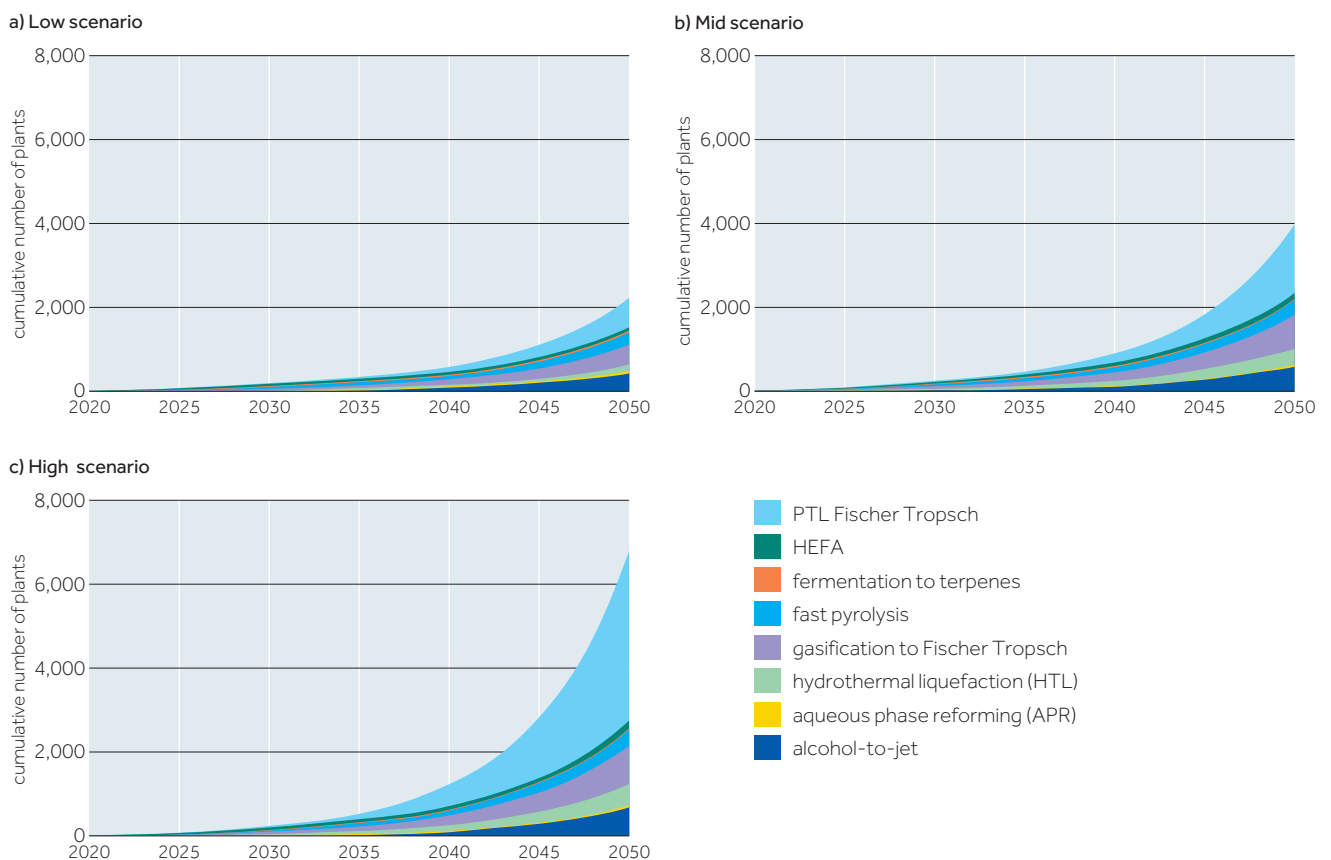 a) Low scenario
8,000
6,000
4,000
2,000
0
cumulative number of plants
2020 2025 2030 2035 2040 2045 2050
b) Mid scenario
8,000
6,000
4,000
2,000
0
cumulative number of plants
2020 2025 2030 2035 2040 2045 2050
c) High scenario
8,000
6,000
4,000
2,000
0
cumulative number of plants
2020 2025 2030 2035 2040 2045 2050
PTL Fischer Tropsch
HEFA
fermentation to terpenes
fast pyrolysis
gasification to Fischer Tropsch
hydrothermal liquefaction (HTL)
aqueous phase reforming (APR)
alcohol-to-jet